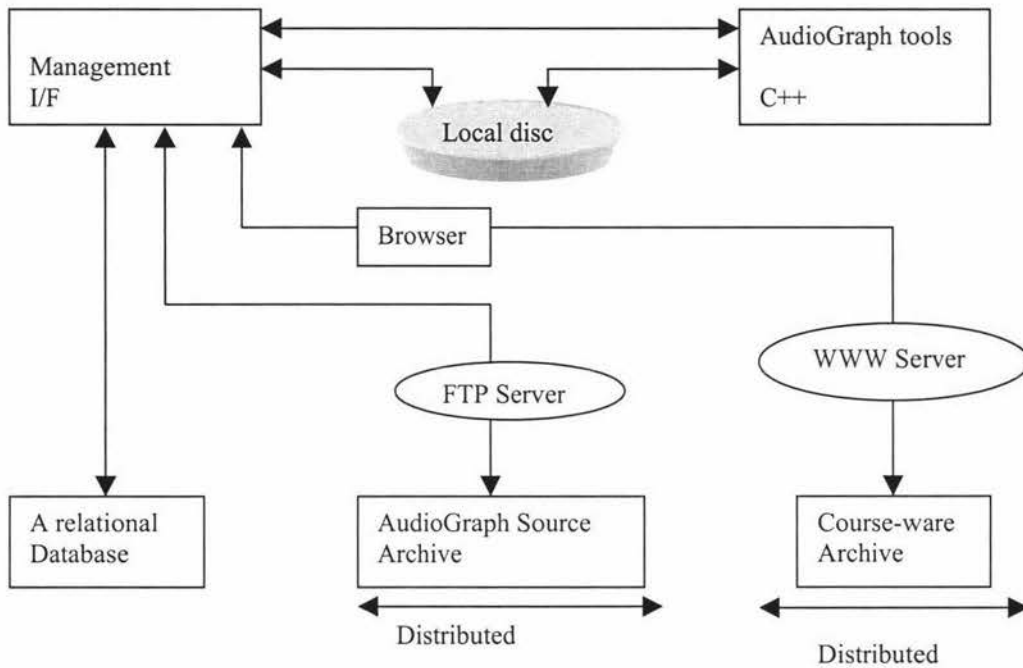 Management
I/F
AudioGraph tools
C++
Local disc
Browser
WWW Server
FTP Server
A relational
Database
AudioGraph Source
Archive
Course-ware
Archive
Distributed
Distributed